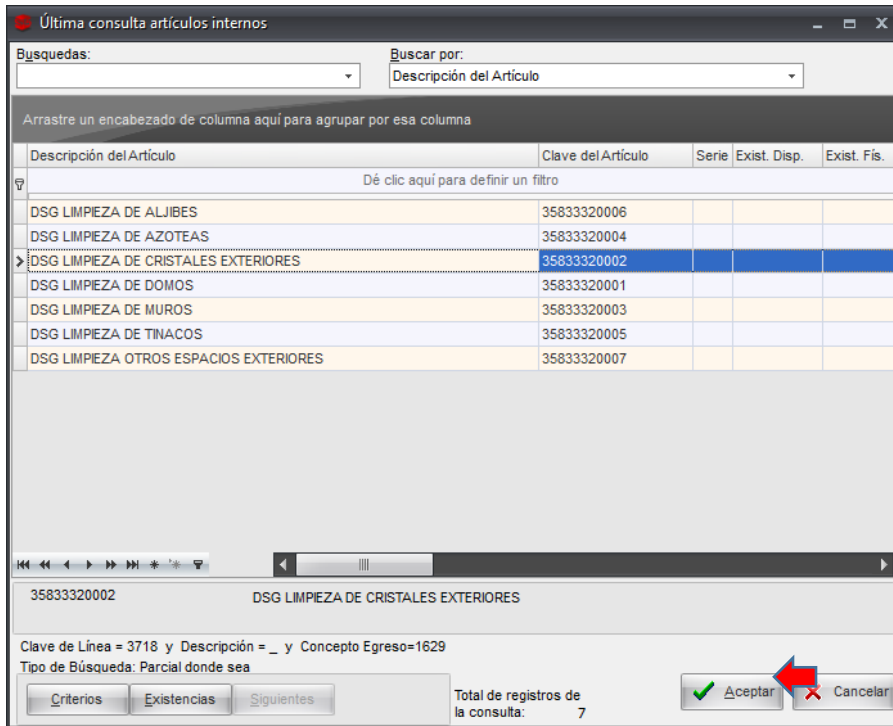 Última consulta artículos internos
Busquedas: Buscar por:
Descripción del Artículo
Arrastre un encabezado de columna aquí para agrupar por esa columna
Descripción del Artículo Clave del Artículo Serie Exist. Disp. Exist. Fís.
Dé clic aquí para definir un filtro
DSG LIMPIEZA DE ALJIBES 35833320006
DSG LIMPIEZA DE AZOTEAS 35833320004
DSG LIMPIEZA DE CRISTALES EXTERIORES 35833320002
DSG LIMPIEZA DE DOMOS 35833320001
DSG LIMPIEZA DE MUROS 35833320003
DSG LIMPIEZA DE TINACOS 35833320005
DSG LIMPIEZA OTROS ESPACIOS EXTERIORES 35833320007
35833320002 DSG LIMPIEZA DE CRISTALES EXTERIORES
Clave de Línea = 3718 y Descripción = _ y Concepto Egreso=1629
Tipo de Búsqueda: Parcial donde sea
Criterios Existencias Siguientes Total de registros de la consulta: 7 Aceptar Cancelar